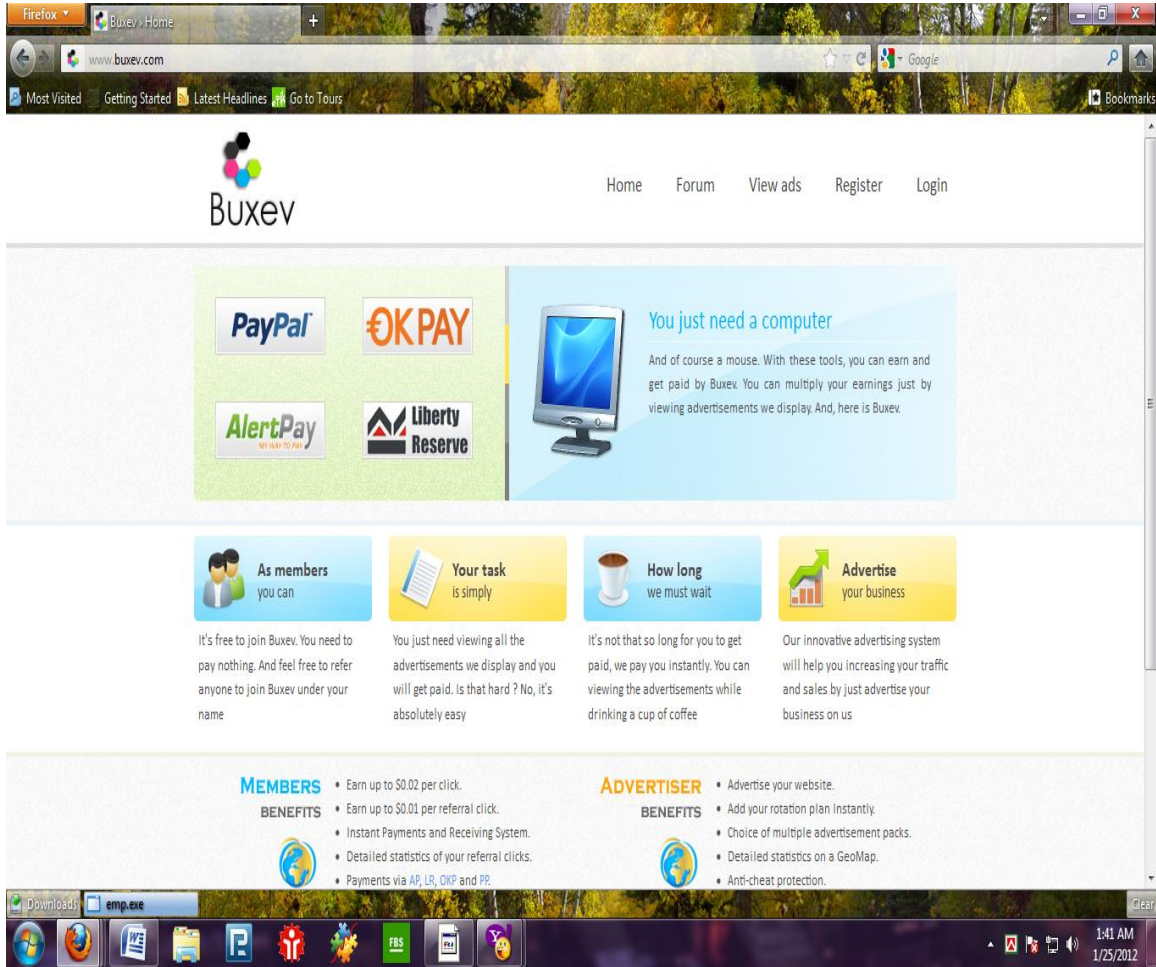 Firefox
Buxev › Home
www.buxev.com
Google
Most Visited Getting Started Latest Headlines Go to Tours Bookmarks
Buxev
Home Forum View ads Register Login
PayPal
OKPAY
AlertPay
MY WAY TO PAY
Liberty
Reserve
You just need a computer
And of course a mouse. With these tools, you can earn and
get paid by Buxev. You can multiply your earnings just by
viewing advertisements we display. And, here is Buxev.
As members
you can
It's free to join Buxev. You need to
pay nothing. And feel free to refer
anyone to join Buxev under your
name
Your task
is simply
You just need viewing all the
advertisements we display and you
will get paid. Is that hard ? No, it's
absolutely easy
How long
we must wait
It's not that so long for you to get
paid, we pay you instantly. You can
viewing the advertisements while
drinking a cup of coffee
Advertise
your business
Our innovative advertising system
will help you increasing your traffic
and sales by just advertise your
business on us
MEMBERS
BENEFITS
• Earn up to $0.02 per click.
• Earn up to $0.01 per referral click.
• Instant Payments and Receiving System.
• Detailed statistics of your referral clicks.
• Payments via AP, LR, OKP and PP.
ADVERTISER
BENEFITS
• Advertise your website.
• Add your rotation plan Instantly.
• Choice of multiple advertisement packs.
• Detailed statistics on a GeoMap.
• Anti-cheat protection.
Downloads emp.exe Clear
FBS
1:41 AM
1/25/2012